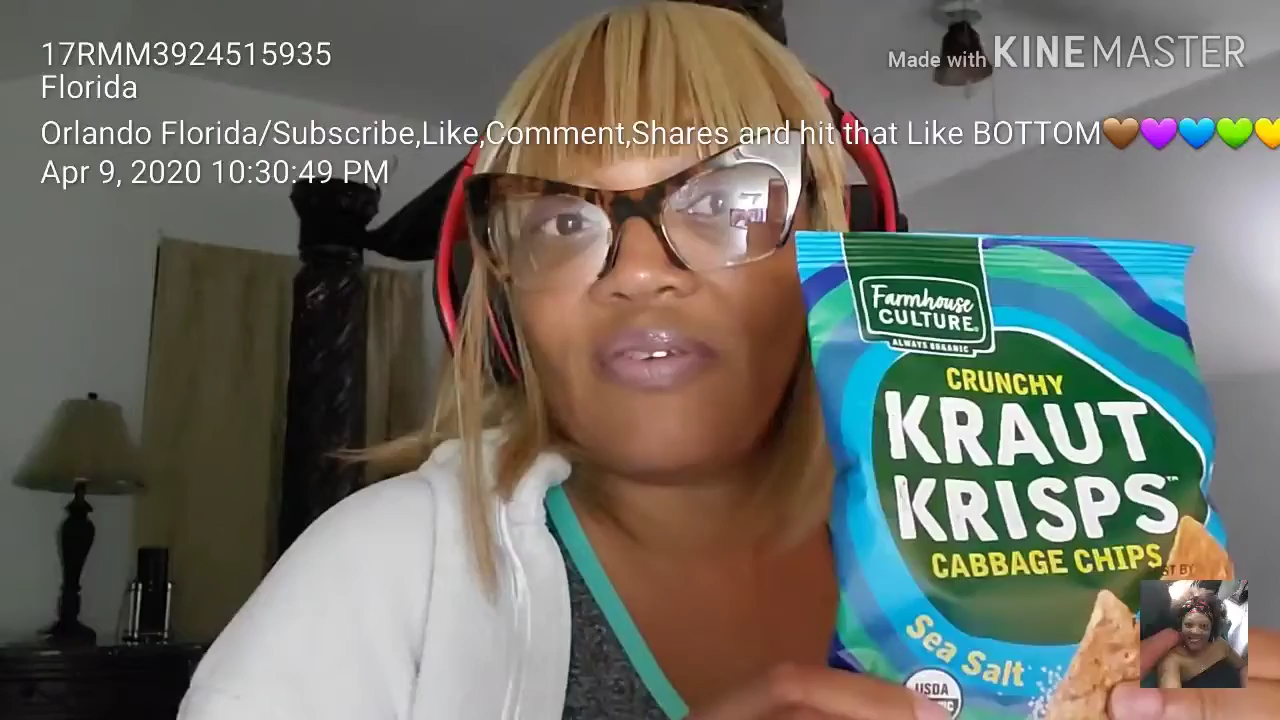 17RMM3924515935
Florida
Made with KINEMASTER
Orlando Florida/Subscribe,Like,Comment,Shares and hit that Like BOTTOM🤎💜💙💚💛
Apr 9, 2020 10:30:49 PM
Farmhouse
CULTURE®
ALWAYS ORGANIC
CRUNCHY
KRAUT
KRISPS™
CABBAGE CHIPS
Sea Salt
USDA